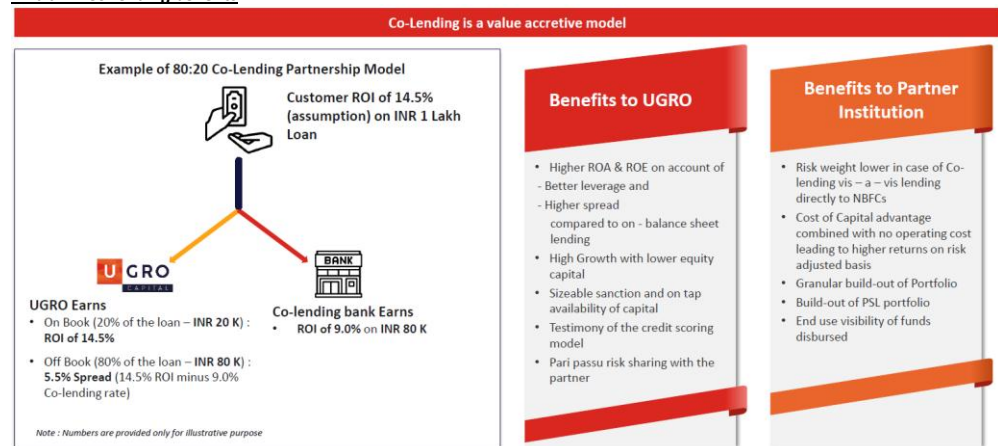 Co-Lending is a value accretive model
Example of 80:20 Co-Lending Partnership Model
Customer ROI of 14.5%
(assumption) on INR 1 Lakh
Loan
U GRO
CAPITAL
BANK
UGRO Earns
• On Book (20% of the loan – INR 20 K) :
ROI of 14.5%
• Off Book (80% of the loan – INR 80 K) :
5.5% Spread (14.5% ROI minus 9.0%
Co-lending rate)
Co-lending bank Earns
• ROI of 9.0% on INR 80 K
Note : Numbers are provided only for illustrative purpose
Benefits to UGRO
• Higher ROA & ROE on account of
- Better leverage and
- Higher spread
compared to on - balance sheet
lending
• High Growth with lower equity
capital
• Sizeable sanction and on tap
availability of capital
• Testimony of the credit scoring
model
• Pari passu risk sharing with the
partner
Benefits to Partner
Institution
• Risk weight lower in case of Co-
lending vis – a – vis lending
directly to NBFCs
• Cost of Capital advantage
combined with no operating cost
leading to higher returns on risk
adjusted basis
• Granular build-out of Portfolio
• Build-out of PSL portfolio
• End use visibility of funds
disbursed